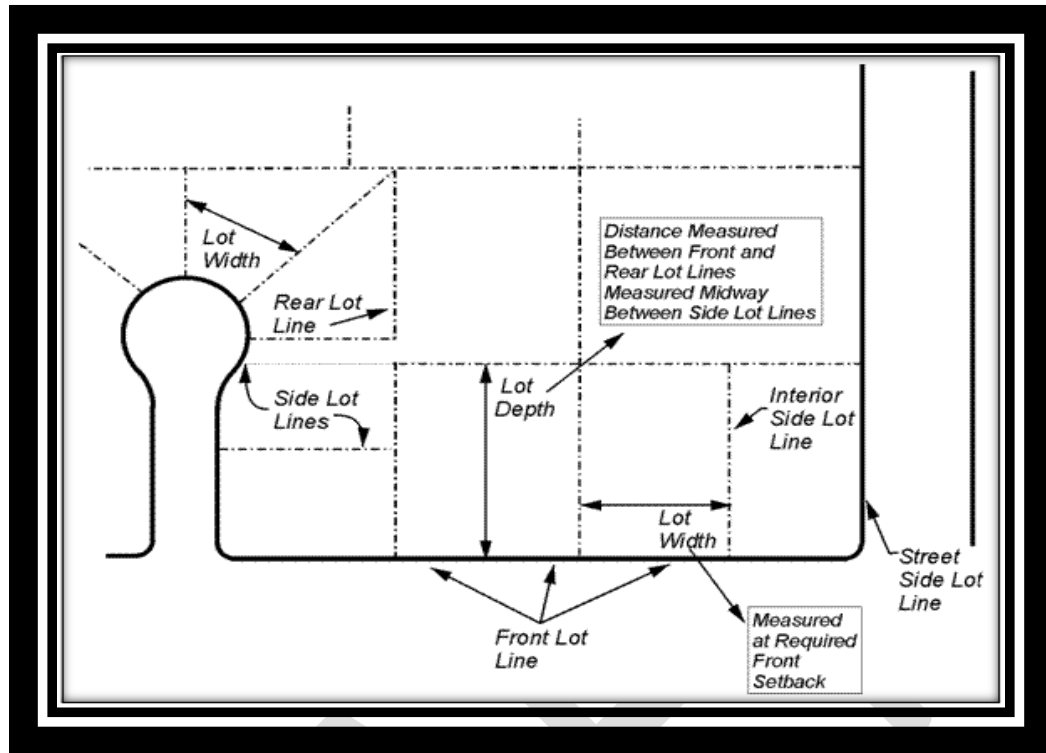 Lot
Width
Distance Measured
Between Front and
Rear Lot Lines
Measured Midway
Between Side Lot Lines
Rear Lot
Line
Side Lot
Lines
Lot
Depth
Interior
Side Lot
Line
Lot
Width
Street
Side Lot
Line
Front Lot
Line
Measured
at Required
Front
Setback